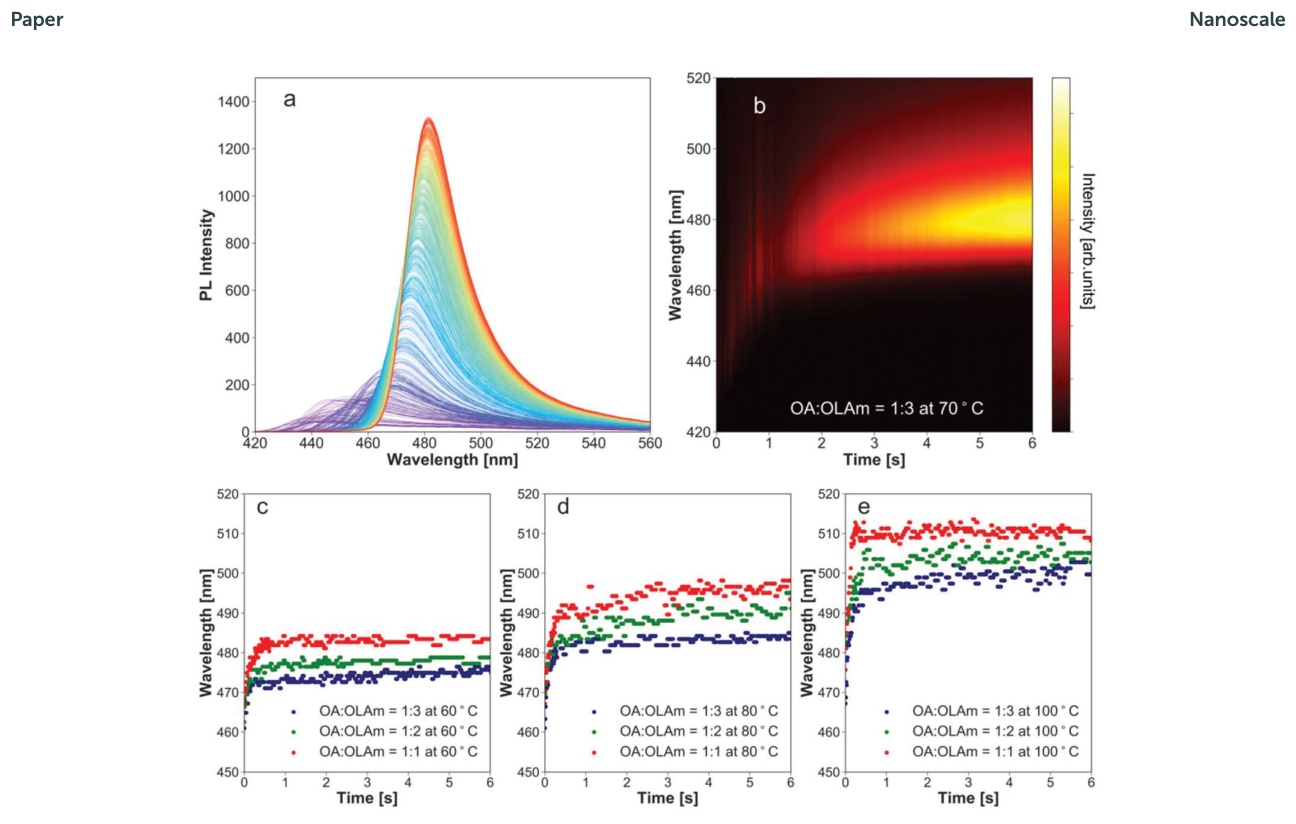 Paper
Nanoscale
a
1400
1200
1000
800
600
400
200
0
PL Intensity
420 440 460 480 500 520 540 560
Wavelength [nm]
b
520
500
480
460
440
420
Wavelength [nm]
OA:OLAm = 1:3 at 70°C
0 1 2 3 4 5 6
Time [s]
Intensity [arb.units]
c
520
510
500
490
480
470
460
450
Wavelength [nm]
OA:OLAm = 1:3 at 60°C
OA:OLAm = 1:2 at 60°C
OA:OLAm = 1:1 at 60°C
0 1 2 3 4 5 6
Time [s]
d
520
510
500
490
480
470
460
450
Wavelength [nm]
OA:OLAm = 1:3 at 80°C
OA:OLAm = 1:2 at 80°C
OA:OLAm = 1:1 at 80°C
0 1 2 3 4 5 6
Time [s]
e
520
510
500
490
480
470
460
450
Wavelength [nm]
OA:OLAm = 1:3 at 100°C
OA:OLAm = 1:2 at 100°C
OA:OLAm = 1:1 at 100°C
0 1 2 3 4 5 6
Time [s]